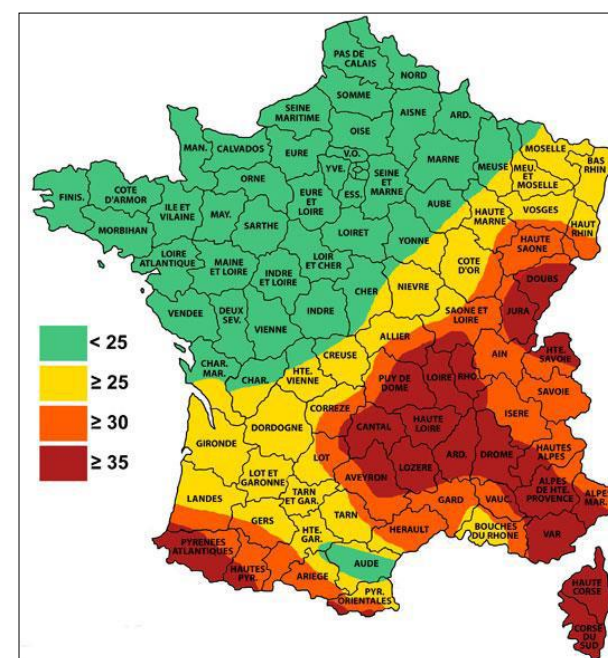 PAS DE
CALAIS
NORD
SOMME
SEINE
MARITIME
AISNE
ARD.
OISE
MAN.
CALVADOS
EURE
V.O.
YVE.
SEINE
ET
MARNE
MARNE
MEUSE
MOSELLE
MEU.
ET
MOSELLE
BAS
RHIN
ORNE
ESS.
AUBE
HAUTE
MARNE
VOSGES
HAUT
RHIN
FINIS.
COTE
D'ARMOR
ILE ET
VILAINE
MAY.
SARTHE
EURE
ET
LOIRE
MORBIHAN
LOIRET
YONNE
HAUTE
SAONE
LOIRE
ATLANTIQUE
MAINE
ET LOIRE
INDRE
ET LOIRE
LOIR
ET CHER
CHER
NIEVRE
COTE
D'OR
DOUBS
JURA
VENDEE
DEUX
SEV.
VIENNE
INDRE
ALLIER
SAONE ET
LOIRE
< 25
≥ 25
≥ 30
≥ 35
CHAR.
MAR.
CHAR.
HTE.
VIENNE
CREUSE
PUY DE
DOME
LOIRE
RHO.
AIN
HTE.
SAVOIE
SAVOIE
CORREZE
CANTAL
HAUTE
LOIRE
ISERE
GIRONDE
DORDOGNE
LOT
LOZERE
ARD.
DROME
HAUTES
ALPES
LOT ET
GARONNE
AVEYRON
LANDES
TARN
ET GAR.
TARN
GARD
VAUC.
ALPES
DE HTE.
PROVENCE
ALPES
MAR.
GERS
HTE.
GAR.
HERAULT
BOUCHES
DU RHONE
VAR
PYRENEES
ATLANTIQUES
HAUTES
PYR.
ARIEGE
AUDE
PYR.
ORIENTALES
HAUTE
CORSE
CORSE
DU
SUD